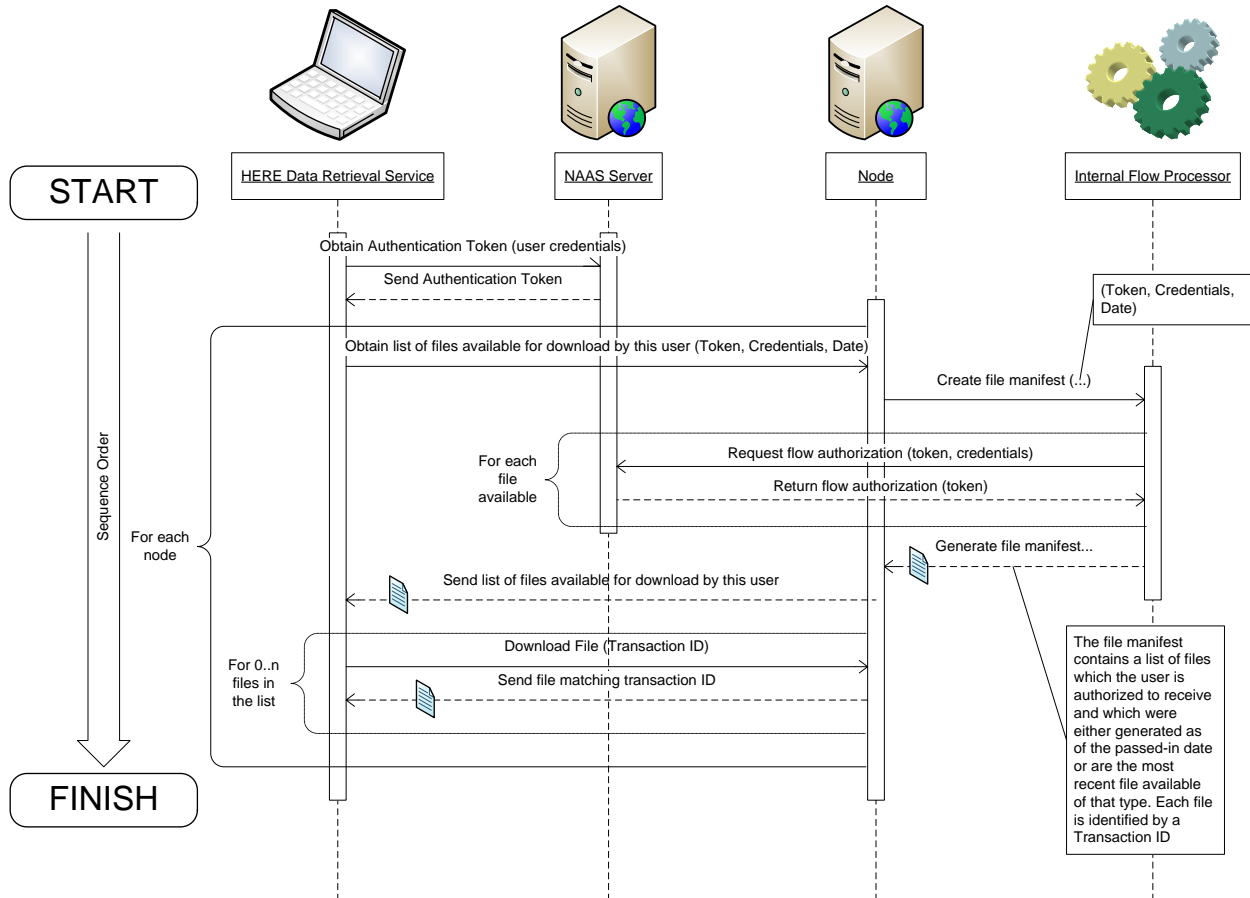 HERE Data Retrieval Service
NAAS Server
Node
Internal Flow Processor
START
Obtain Authentication Token (user credentials)
Send Authentication Token
(Token, Credentials,
Date)
Obtain list of files available for download by this user (Token, Credentials, Date)
Create file manifest (...)
Sequence Order
For each
file
available
Request flow authorization (token, credentials)
Return flow authorization (token)
For each
node
Generate file manifest...
Send list of files available for download by this user
For 0..n
files in
the list
Download File (Transaction ID)
Send file matching transaction ID
The file manifest
contains a list of files
which the user is
authorized to receive
and which were
either generated as
of the passed-in date
or are the most
recent file available
of that type. Each file
is identified by a
Transaction ID
FINISH